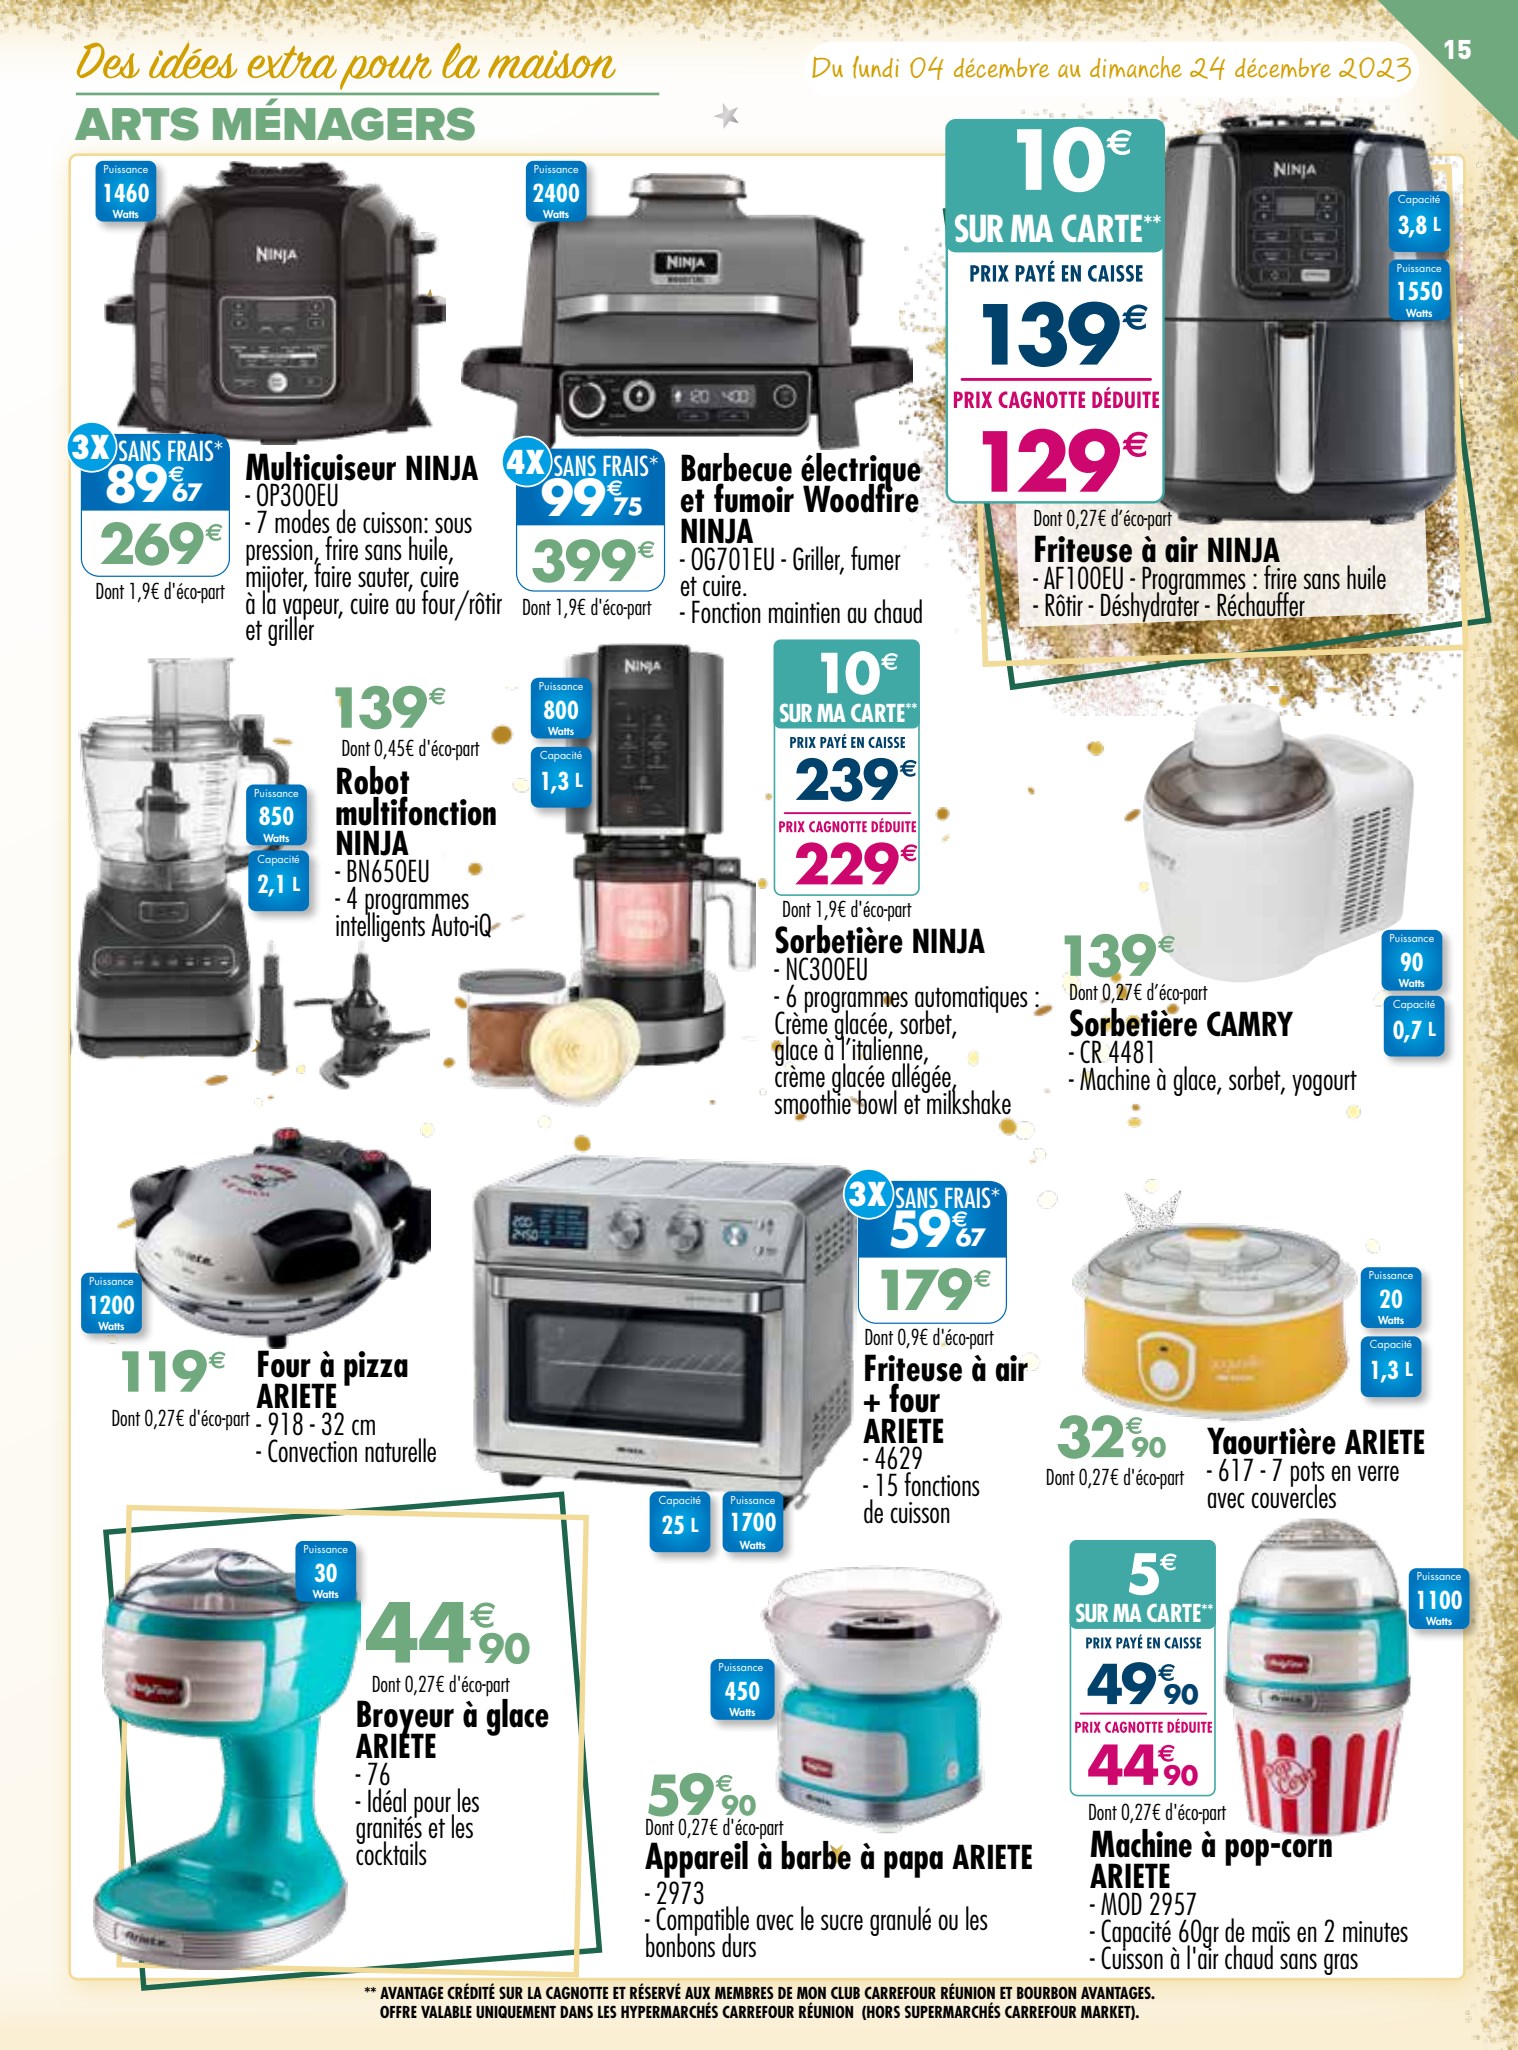 Des idées extra pour la maison
Du lundi 04 décembre au dimanche 24 décembre 2023
15
ARTS MÉNAGERS
Puissance
1460
Watts
NINJA
3X SANS FRAIS*
89€67
269€
Dont 1,9€ d'éco-part
Multicuiseur NINJA
- OP300EU
- 7 modes de cuisson: sous
pression, frire sans huile,
mijoter, faire sauter, cuire
à la vapeur, cuire au four/rôtir
et griller
Puissance
2400
Watts
NINJA
WOODFIRE
4X SANS FRAIS*
99€75
399€
Dont 1,9€ d'éco-part
Barbecue électrique
et fumoir Woodfire
NINJA
- OG701EU - Griller, fumer
et cuire.
- Fonction maintien au chaud
10€
SUR MA CARTE**
PRIX PAYÉ EN CAISSE
139€
PRIX CAGNOTTE DÉDUITE
129€
NINJA
Capacité
3,8 L
Puissance
1550
Watts
Dont 0,27€ d’éco-part
Friteuse à air NINJA
- AF100EU - Programmes : frire sans huile
- Rôtir - Déshydrater - Réchauffer
139€
Dont 0,45€ d'éco-part
Puissance
850
Watts
Capacité
2,1 L
Robot
multifonction
NINJA
- BN650EU
- 4 programmes
intelligents Auto-iQ
Puissance
800
Watts
Capacité
1,3 L
NINJA
10€
SUR MA CARTE**
PRIX PAYÉ EN CAISSE
239€
PRIX CAGNOTTE DÉDUITE
229€
Dont 1,9€ d'éco-part
Sorbetière NINJA
- NC300EU
- 6 programmes automatiques :
Crème glacée, sorbet,
glace à l’italienne,
crème glacée allégée,
smoothie bowl et milkshake
139€
Dont 0,27€ d’éco-part
Sorbetière CAMRY
- CR 4481
- Machine à glace, sorbet, yogourt
Puissance
90
Watts
Capacité
0,7 L
Ariete
Puissance
1200
Watts
119€
Dont 0,27€ d'éco-part
Four à pizza
ARIETE
- 918 - 32 cm
- Convection naturelle
3X SANS FRAIS*
59€67
179€
Dont 0,9€ d'éco-part
Friteuse à air
+ four
ARIETE
- 4629
- 15 fonctions
de cuisson
Capacité
25 L
Puissance
1700
Watts
Puissance
20
Watts
Capacité
1,3 L
32€90
Dont 0,27€ d'éco-part
Yaourtière ARIETE
- 617 - 7 pots en verre
avec couvercles
Puissance
30
Watts
44€90
Dont 0,27€ d'éco-part
Broyeur à glace
ARIETE
- 76
- Idéal pour les
granités et les
cocktails
Ariete
Puissance
450
Watts
59€90
Dont 0,27€ d'éco-part
Appareil à barbe à papa ARIETE
- 2973
- Compatible avec le sucre granulé ou les
bonbons durs
5€
SUR MA CARTE**
PRIX PAYÉ EN CAISSE
49€90
PRIX CAGNOTTE DÉDUITE
44€90
Dont 0,27€ d'éco-part
Puissance
1100
Watts
Pop Corn
Machine à pop-corn
ARIETE
- MOD 2957
- Capacité 60gr de maïs en 2 minutes
- Cuisson à l'air chaud sans gras
** AVANTAGE CRÉDITÉ SUR LA CAGNOTTE ET RÉSERVÉ AUX MEMBRES DE MON CLUB CARREFOUR RÉUNION ET BOURBON AVANTAGES.
OFFRE VALABLE UNIQUEMENT DANS LES HYPERMARCHÉS CARREFOUR RÉUNION (HORS SUPERMARCHÉS CARREFOUR MARKET).